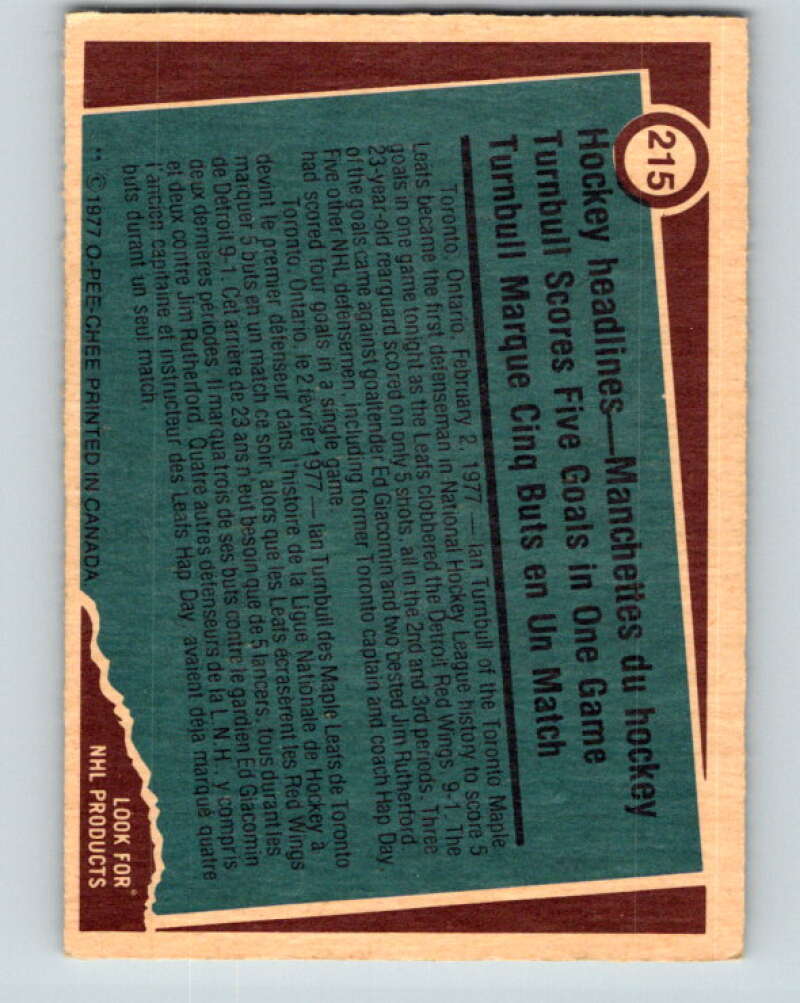 215
Hockey headlines—Manchettes du hockey
Turnbull Scores Five Goals in One Game
Turnbull Marque Cinq Buts en Un Match
Toronto, Ontario, February 2, 1977 — Ian Turnbull of the Toronto Maple
Leafs became the first defenseman in National Hockey League history to score 5
goals in one game tonight as the Leafs clobbered the Detroit Red Wings, 9-1. The
23-year-old rearguard scored on only 5 shots, all in the 2nd and 3rd periods. Three
of the goals came against goaltender Ed Giacomin and two bested Jim Rutherford.
Five other NHL defensemen, including former Toronto captain and coach Hap Day,
had scored four goals in a single game
Toronto, Ontario, le 2 février 1977 — Ian Turnbull des Maple Leafs de Toronto
devint le premier défenseur dans l'histoire de la Ligue Nationale de Hockey à
marquer 5 buts en un match ce soir, alors que les Leafs écrasèrent les Red Wings
de Detroit 9-1. Cet arrière de 23 ans n'eut besoin que de 5 lancers, tous durant les
deux dernières périodes. Il marqua trois de ses buts contre le gardien Ed Giacomin
et deux contre Jim Rutherford. Quatre autres défenseurs de la L.N.H., y compris
l'ancien capitaine et instructeur des Leafs Hap Day, avaient déjà marqué quatre
buts durant un seul match.
** © 1977 O-PEE-CHEE PRINTED IN CANADA
LOOK FOR®
NHL PRODUCTS